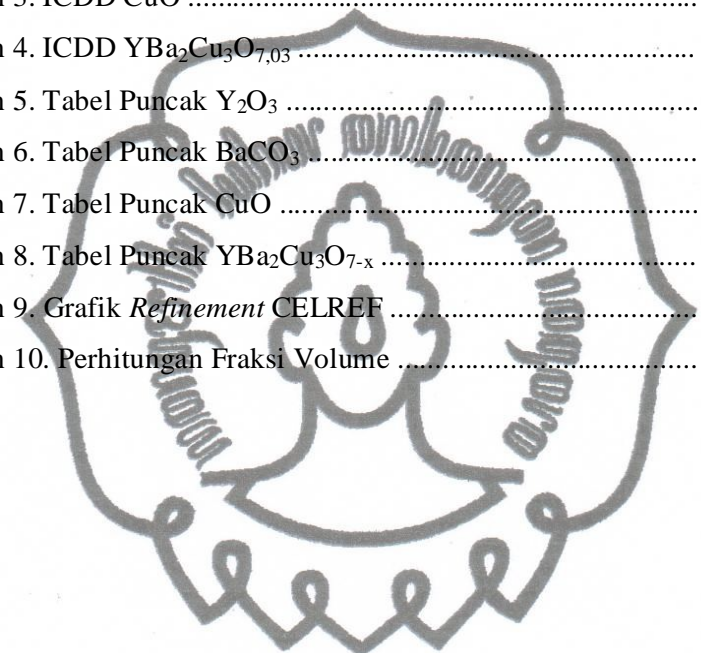 n 3. ICDD CuO ..........................................................................
n 4. ICDD YBa₂Cu₃O₇,₀₃ ..........................................................
n 5. Tabel Puncak Y₂O₃ ............................................................
n 6. Tabel Puncak BaCO₃ .........................................................
n 7. Tabel Puncak CuO .............................................................
n 8. Tabel Puncak YBa₂Cu₃O₇₋ₓ ..............................................
n 9. Grafik Refinement CELREF .............................................
n 10. Perhitungan Fraksi Volume ............................................